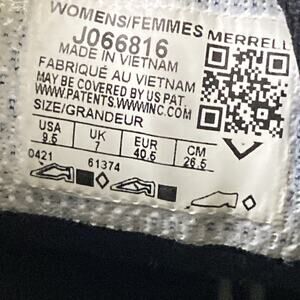 WOMENS/FEMMES MERRELL
J066816
MADE IN VIETNAM
FABRIQUÉ AU VIETNAM
MAY BE COVERED BY US PAT.
WWW.PATENTS.WWWINC.COM
SIZE/GRANDEUR
USA UK EUR CM
9.5 7 40.5 26.5
0421 61374